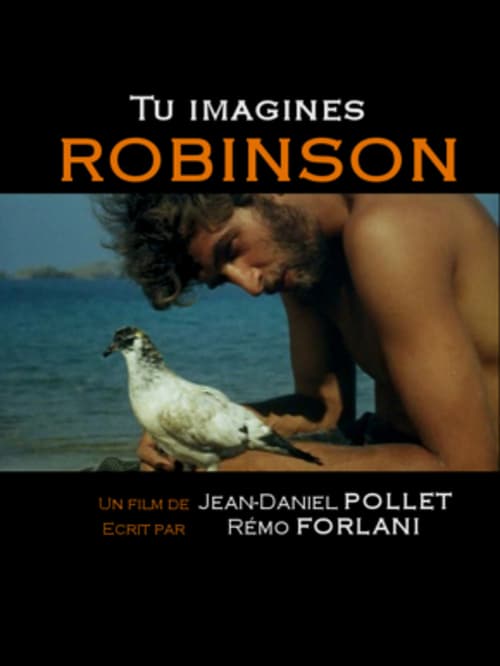 TU IMAGINES
ROBINSON
UN FILM DE JEAN-DANIEL POLLET
ECRIT PAR RÉMO FORLANI